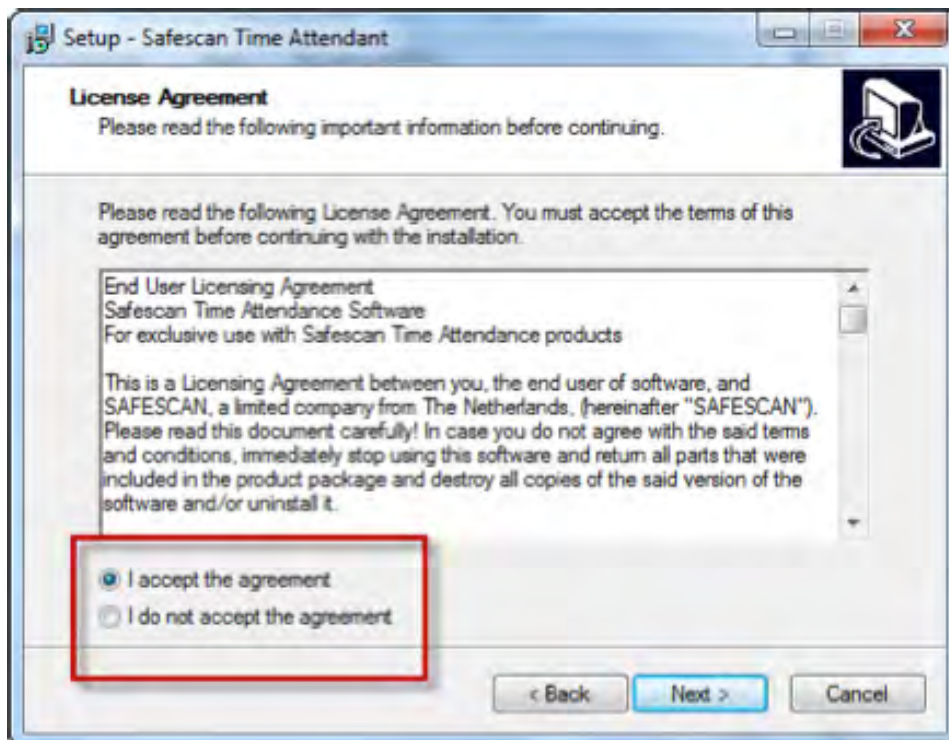 Setup - Safescan Time Attendant
License Agreement
Please read the following important information before continuing.
Please read the following License Agreement. You must accept the terms of this
agreement before continuing with the installation.
End User Licensing Agreement
Safescan Time Attendance Software
For exclusive use with Safescan Time Attendance products
This is a Licensing Agreement between you, the end user of software, and
SAFESCAN, a limited company from The Netherlands, (hereinafter "SAFESCAN").
Please read this document carefully! In case you do not agree with the said terms
and conditions, immediately stop using this software and return all parts that were
included in the product package and destroy all copies of the said version of the
software and/or uninstall it.
I accept the agreement
I do not accept the agreement
< Back Next > Cancel